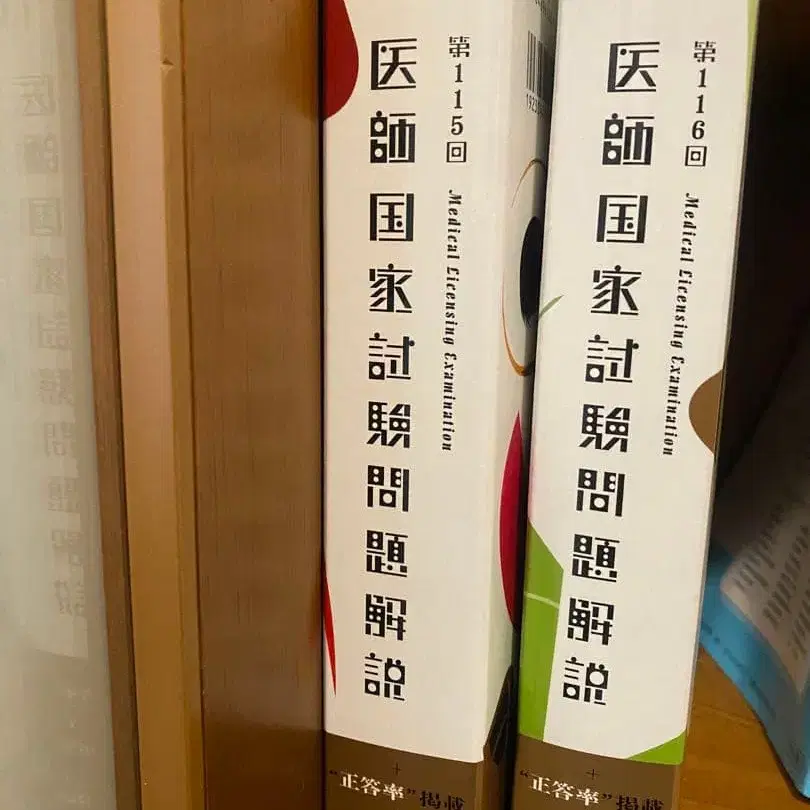 医師国家試験問題解説
第115回
Medical Licensing Examination
+
"正答率"掲載
医師国家試験問題解説
第116回
Medical Licensing Examination
+
"正答率"掲載